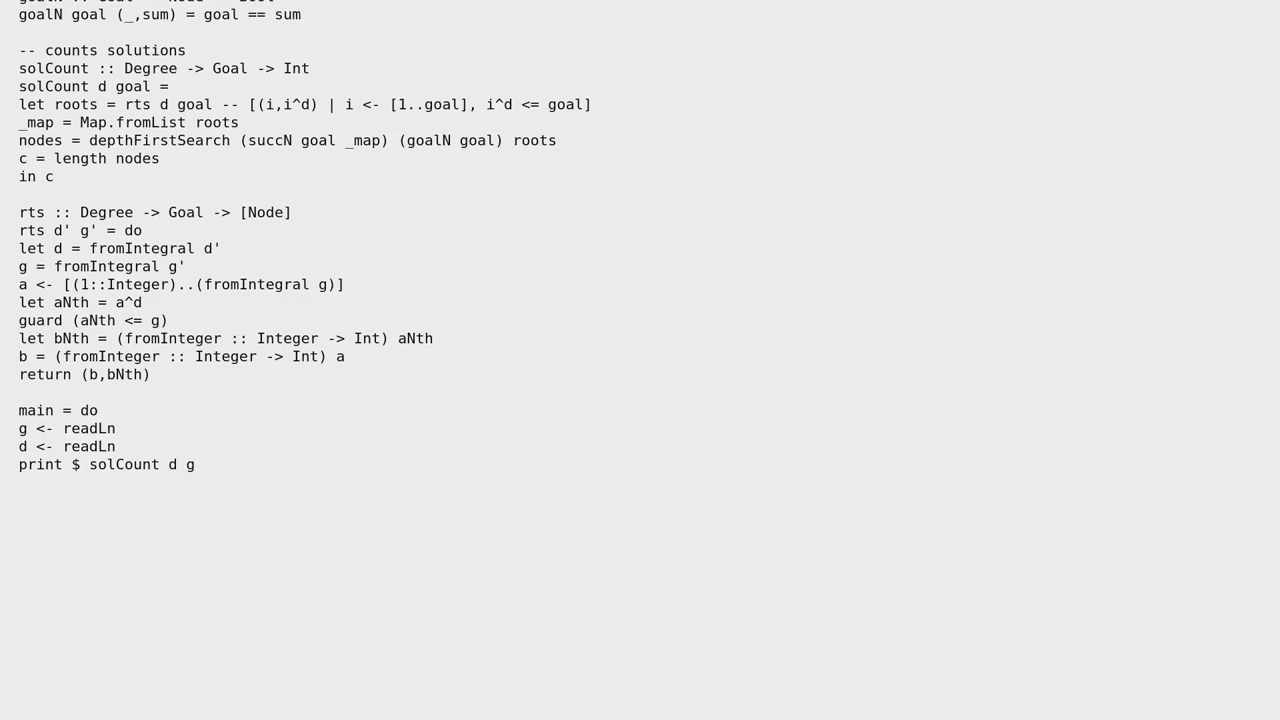 goalN goal (_,sum) = goal == sum
-- counts solutions
solCount :: Degree -> Goal -> Int
solCount d goal =
let roots = rts d goal -- [(i,i^d) | i <- [1..goal], i^d <= goal]
_map = Map.fromList roots
nodes = depthFirstSearch (succN goal _map) (goalN goal) roots
c = length nodes
in c
rts :: Degree -> Goal -> [Node]
rts d' g' = do
let d = fromIntegral d'
g = fromIntegral g'
a <- [(1::Integer)..(fromIntegral g)]
let aNth = a^d
guard (aNth <= g)
let bNth = (fromInteger :: Integer -> Int) aNth
b = (fromInteger :: Integer -> Int) a
return (b,bNth)
main = do
g <- readLn
d <- readLn
print $ solCount d g